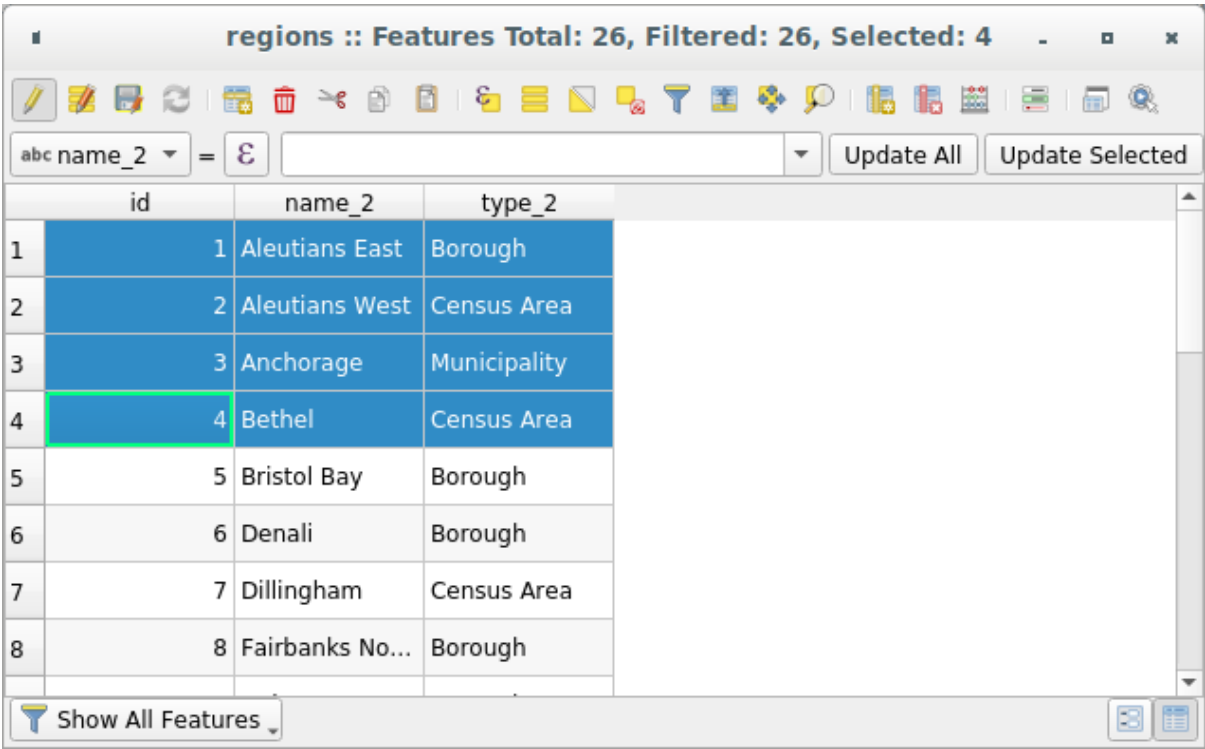 regions :: Features Total: 26, Filtered: 26, Selected: 4
abc name_2 = ε Update All Update Selected
id name_2 type_2
1 1 Aleutians East Borough
2 2 Aleutians West Census Area
3 3 Anchorage Municipality
4 4 Bethel Census Area
5 5 Bristol Bay Borough
6 6 Denali Borough
7 7 Dillingham Census Area
8 8 Fairbanks No... Borough
Show All Features